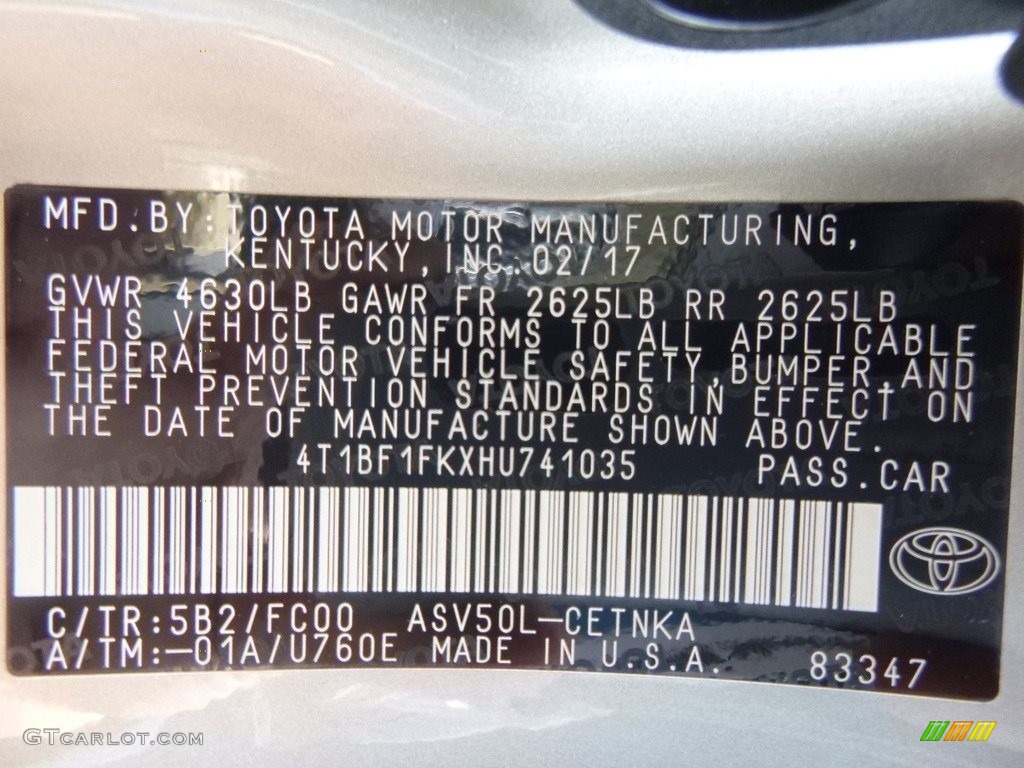 MFD.BY:TOYOTA MOTOR MANUFACTURING,
KENTUCKY,INC.02/17
GVWR 4630LB GAWR FR 2625LB RR 2625LB
THIS VEHICLE CONFORMS TO ALL APPLICABLE
FEDERAL MOTOR VEHICLE SAFETY,BUMPER,AND
THEFT PREVENTION STANDARDS IN EFFECT ON
THE DATE OF MANUFACTURE SHOWN ABOVE.
4T1BF1FKXHU741035 PASS.CAR
C/TR:5B2/FC00 ASV50L-CETNKA
A/TM:-01A/U760E MADE IN U.S.A. 83347
GTCARLOT.COM